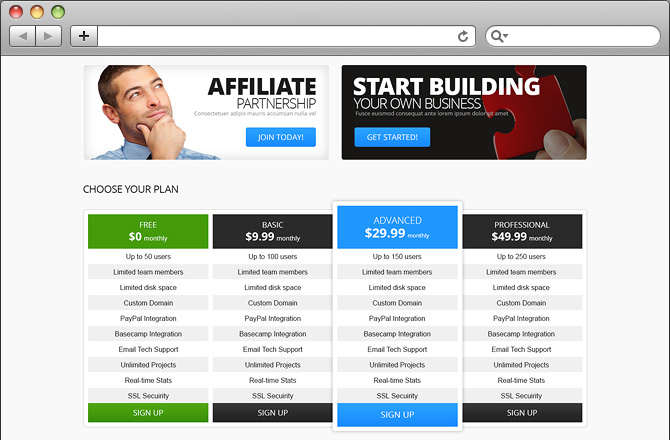 AFFILIATE
PARTNERSHIP
Consectetuer adipis mauris accumsan nulla vel
JOIN TODAY!
START BUILDING
YOUR OWN BUSINESS
Fusce euismod consequat ante lorem ipsum dolor git amet
GET STARTED!
CHOOSE YOUR PLAN
FREE
$0 monthly
Up to 50 users
Limited team members
Limited disk space
Custom Domain
PayPal Integration
Basecamp Integration
Email Tech Support
Unlimited Projects
Real-time Stats
SSL Secuirity
SIGN UP
BASIC
$9.99 monthly
Up to 100 users
Limited team members
Limited disk space
Custom Domain
PayPal Integration
Basecamp Integration
Email Tech Support
Unlimited Projects
Real-time Stats
SSL Secuirity
SIGN UP
ADVANCED
$29.99 monthly
Up to 150 users
Limited team members
Limited disk space
Custom Domain
PayPal Integration
Basecamp Integration
Email Tech Support
Unlimited Projects
Real-time Stats
SSL Secuirity
SIGN UP
PROFESSIONAL
$49.99 monthly
Up to 250 users
Limited team members
Limited disk space
Custom Domain
PayPal Integration
Basecamp Integration
Email Tech Support
Unlimited Projects
Real-time Stats
SSL Secuirity
SIGN UP